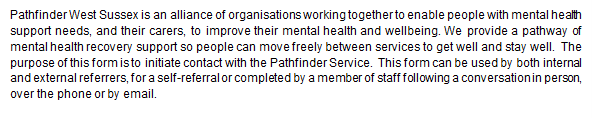 Pathfinder West Sussex is an alliance of organisations working together to enable people with mental health
support needs, and their carers, to improve their mental health and wellbeing. We provide a pathway of
mental health recovery support so people can move freely between services to get well and stay well. The
purpose of this form is to initiate contact with the Pathfinder Service. This form can be used by both internal
and external referrers, for a self-referral or completed by a member of staff following a conversation in person,
over the phone or by email.